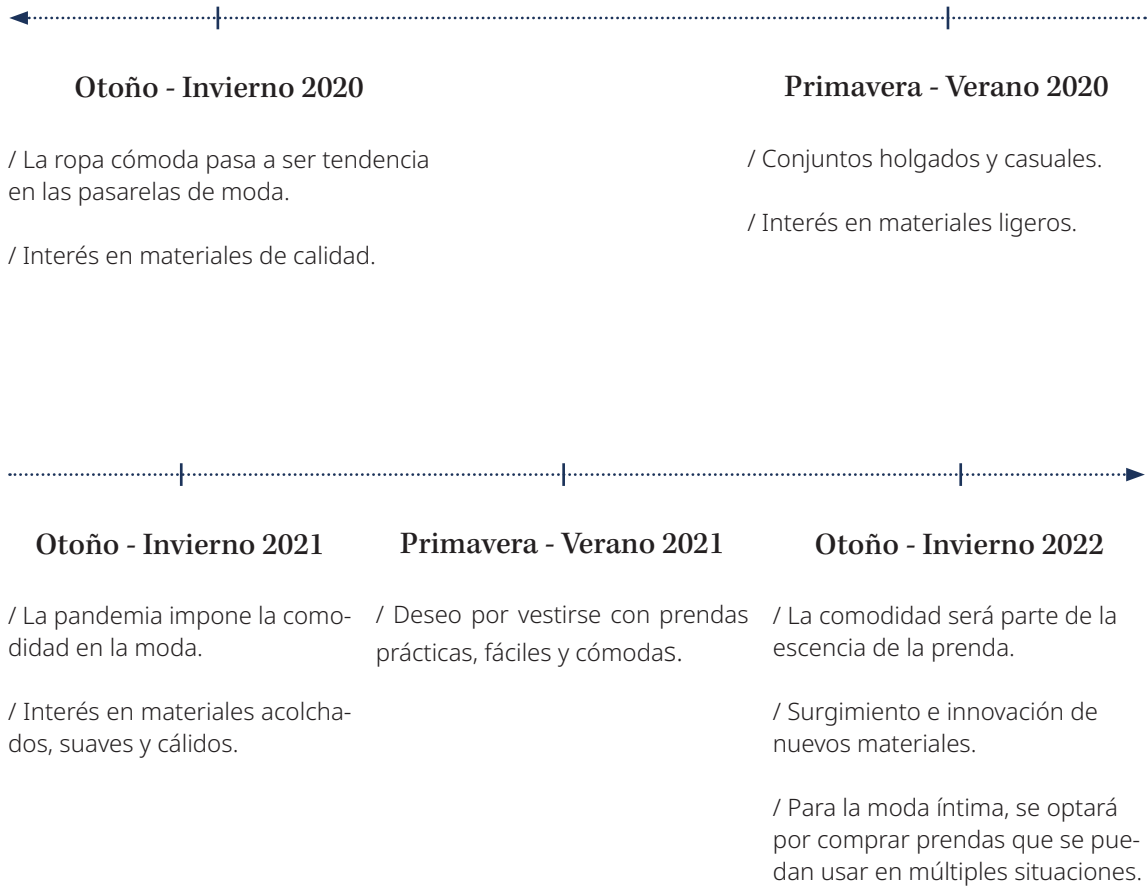 Otoño - Invierno 2020
/ La ropa cómoda pasa a ser tendencia
en las pasarelas de moda.
/ Interés en materiales de calidad.
Primavera - Verano 2020
/ Conjuntos holgados y casuales.
/ Interés en materiales ligeros.
Otoño - Invierno 2021
/ La pandemia impone la como-
didad en la moda.
/ Interés en materiales acolcha-
dos, suaves y cálidos.
Primavera - Verano 2021
/ Deseo por vestirse con prendas
prácticas, fáciles y cómodas.
Otoño - Invierno 2022
/ La comodidad será parte de la
escencia de la prenda.
/ Surgimiento e innovación de
nuevos materiales.
/ Para la moda íntima, se optará
por comprar prendas que se pue-
dan usar en múltiples situaciones.